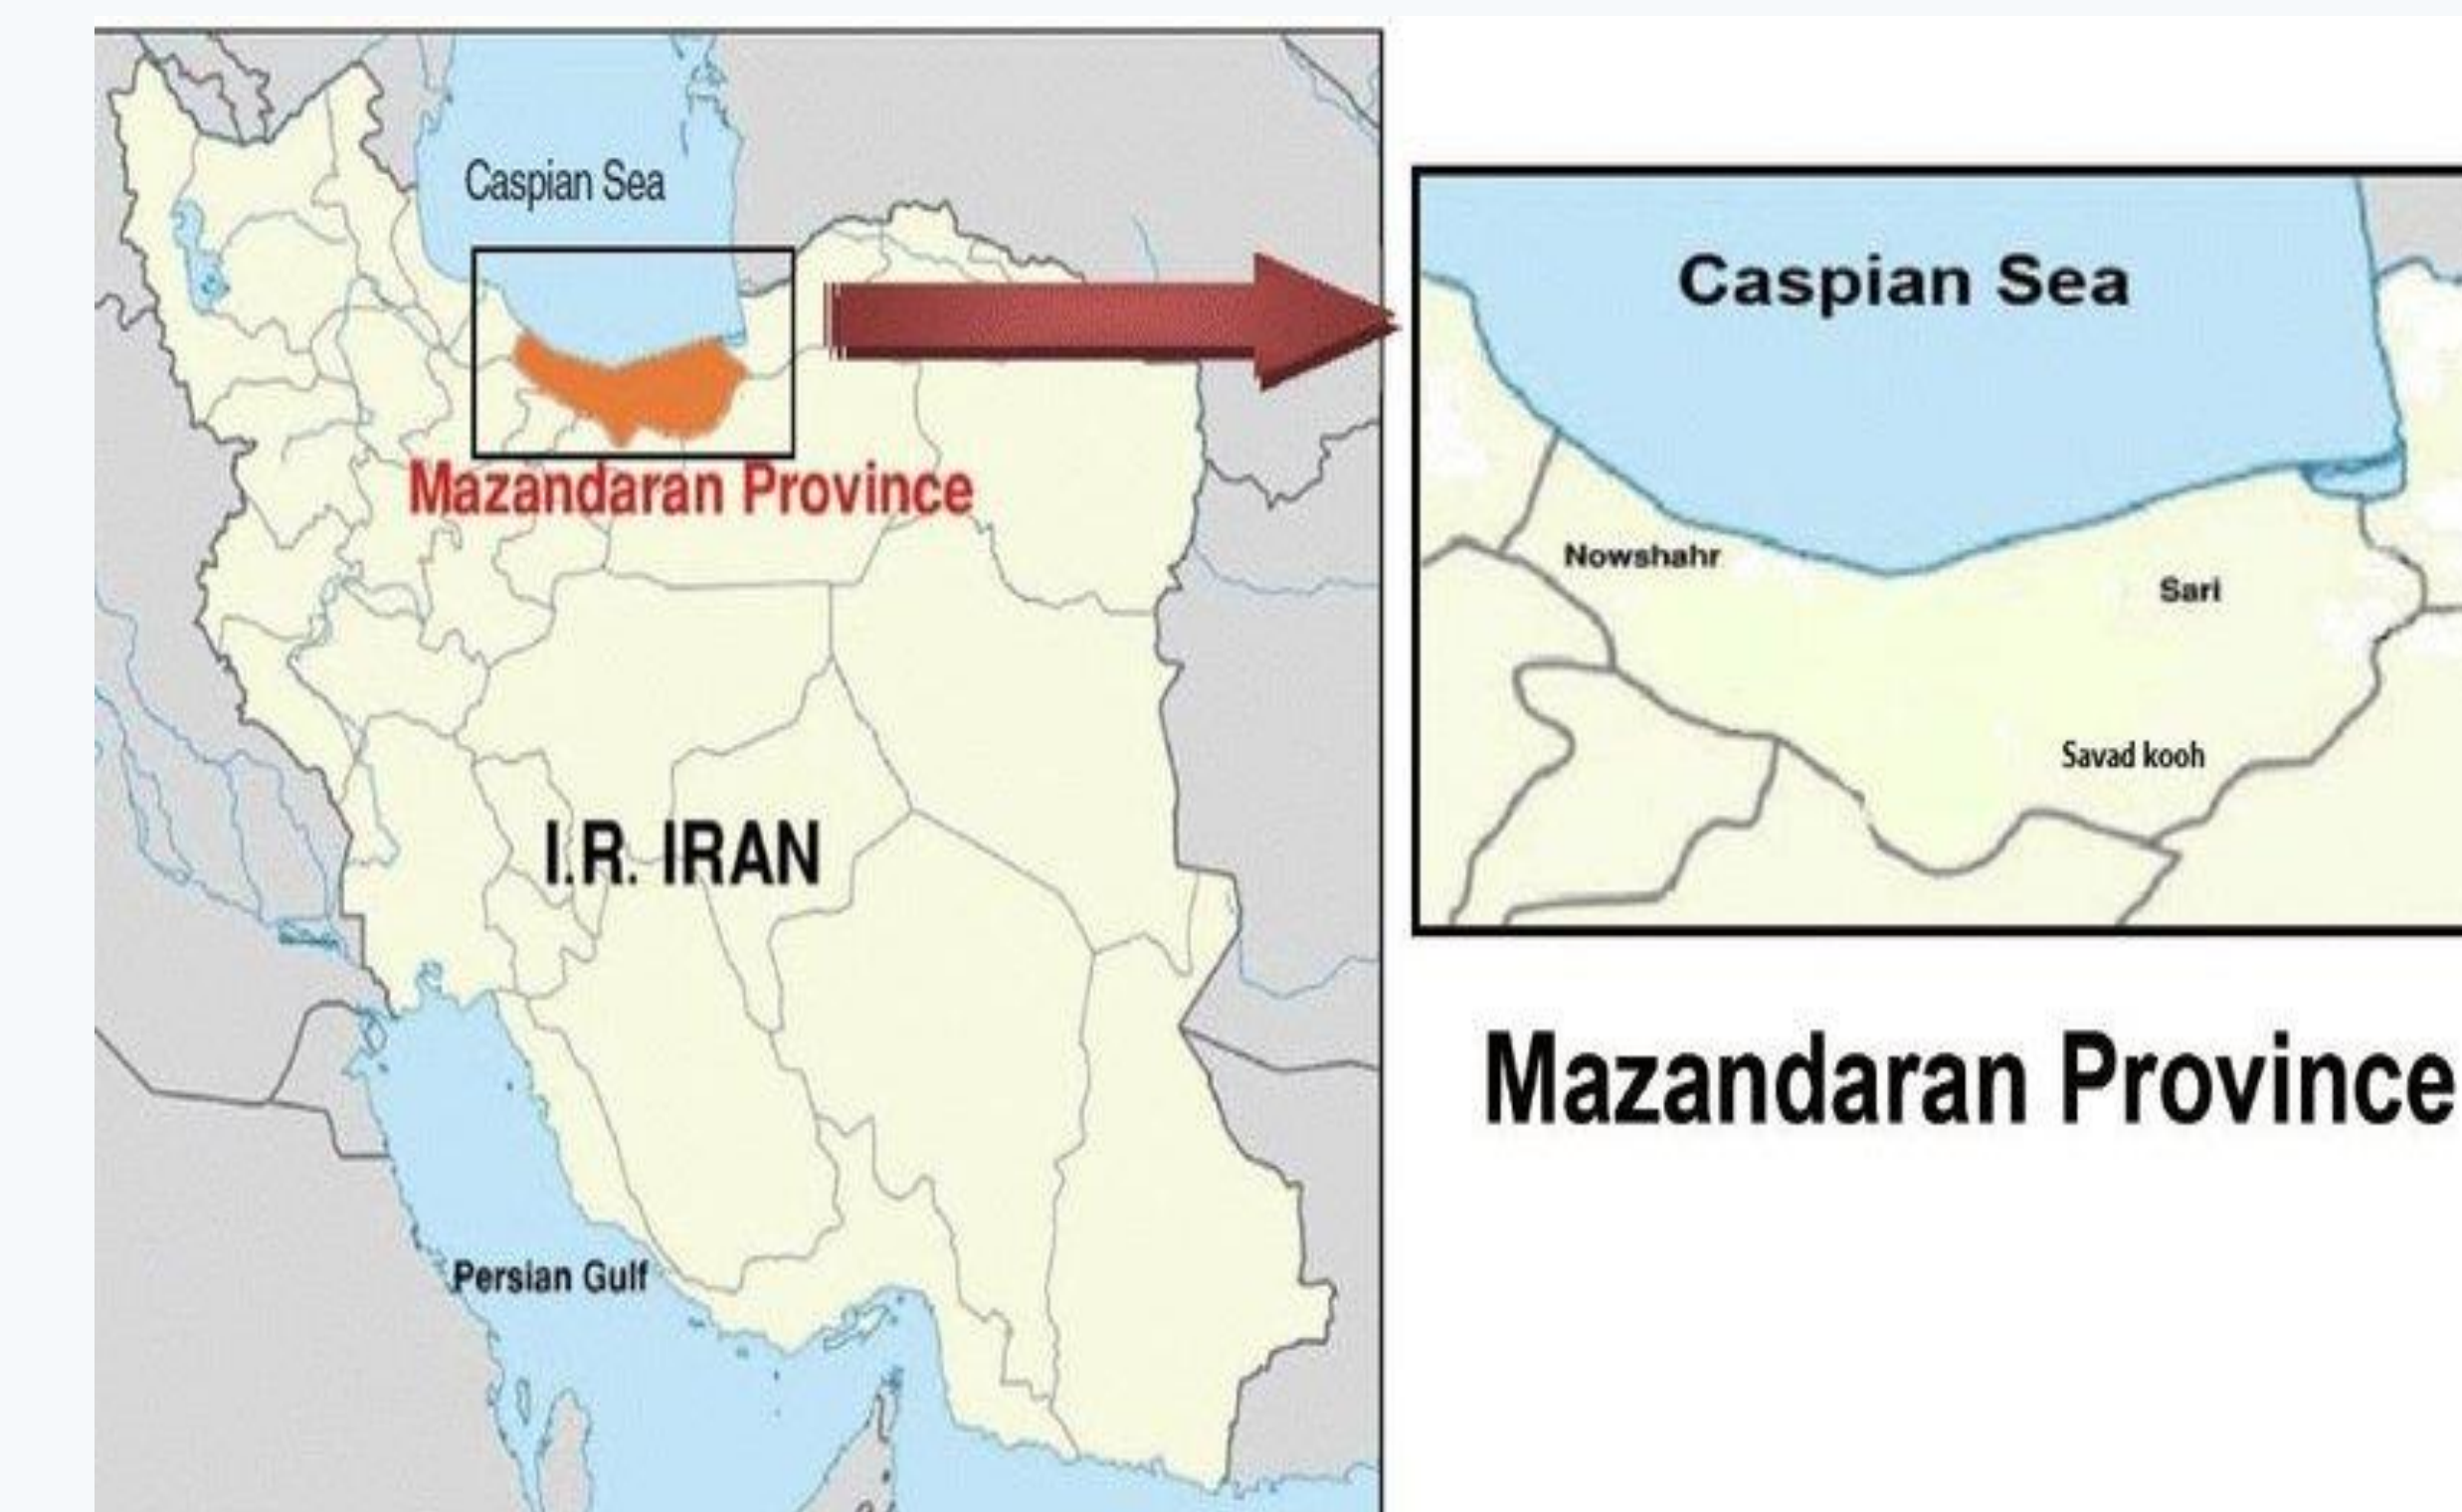 Caspian Sea
Mazandaran Province
I.R. IRAN
Persian Gulf
Caspian Sea
Nowshahr
Sari
Savad kooh
Mazandaran Province